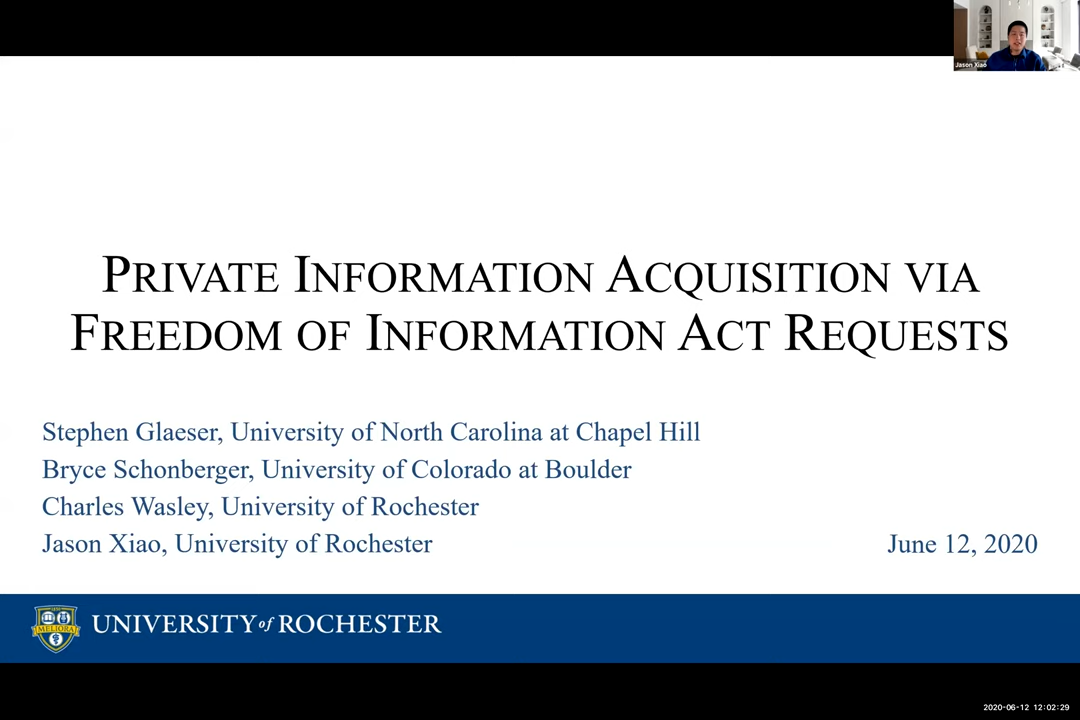 Jason Xiao
PRIVATE INFORMATION ACQUISITION VIA
FREEDOM OF INFORMATION ACT REQUESTS
Stephen Glaeser, University of North Carolina at Chapel Hill
Bryce Schonberger, University of Colorado at Boulder
Charles Wasley, University of Rochester
Jason Xiao, University of Rochester
June 12, 2020
MELIORA
UNIVERSITY of ROCHESTER
2020-06-12 12:02:29